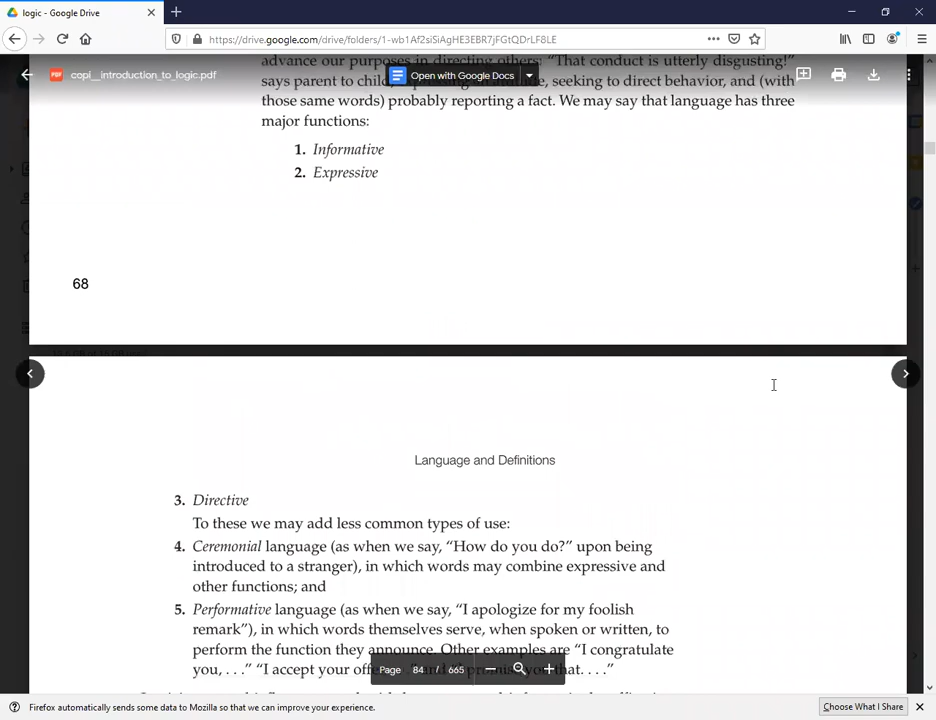 logic - Google Drive
https://drive.google.com/drive/folders/1-wb1Af2siSiAgHE3EBR7jFGtQDrLF8LE
copi__introduction_to_logic.pdf
Open with Google Docs
advance our purposes in directing others: “That conduct is utterly disgusting!”
says parent to child, seeking to direct behavior, and (with
those same words) probably reporting a fact. We may say that language has three
major functions:
1. Informative
2. Expressive
68
Language and Definitions
3. Directive
To these we may add less common types of use:
4. Ceremonial language (as when we say, “How do you do?” upon being
introduced to a stranger), in which words may combine expressive and
other functions; and
5. Performative language (as when we say, “I apologize for my foolish
remark”), in which words themselves serve, when spoken or written, to
perform the function they announce. Other examples are “I congratulate
you, . . .” “I accept your that. . . .”
Page 84 / 665
Firefox automatically sends some data to Mozilla so that we can improve your experience.
Choose What I Share